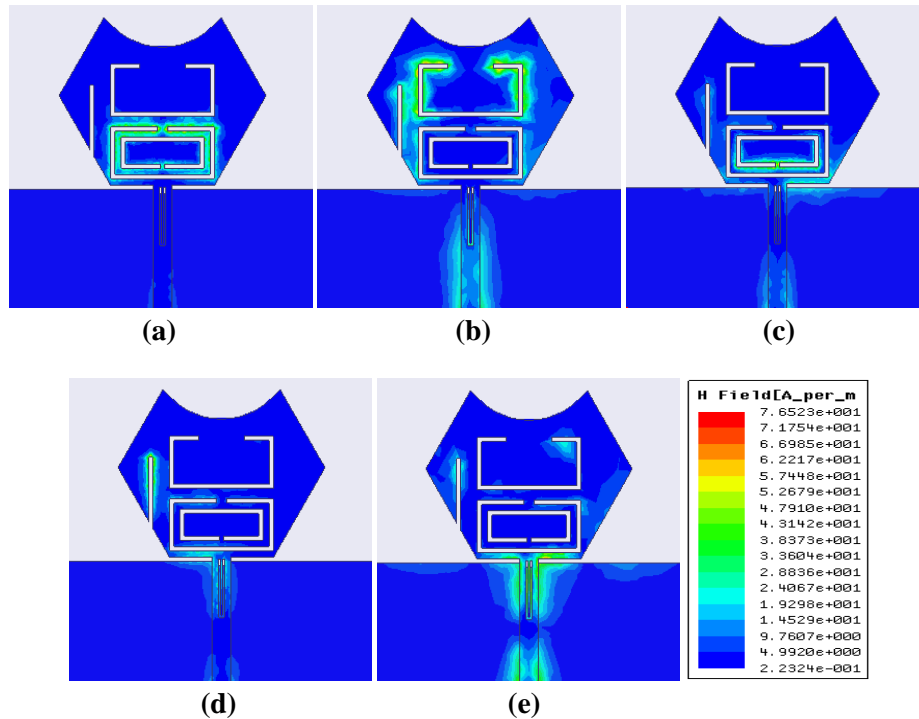 (a)
(b)
(c)
H Field[A_per_m
7.6523e+001
7.1754e+001
6.6985e+001
6.2217e+001
5.7448e+001
5.2679e+001
4.7910e+001
4.3142e+001
3.8373e+001
3.3604e+001
2.8836e+001
2.4067e+001
1.9298e+001
1.4529e+001
9.7607e+000
4.9920e+000
2.2324e-001
(d)
(e)